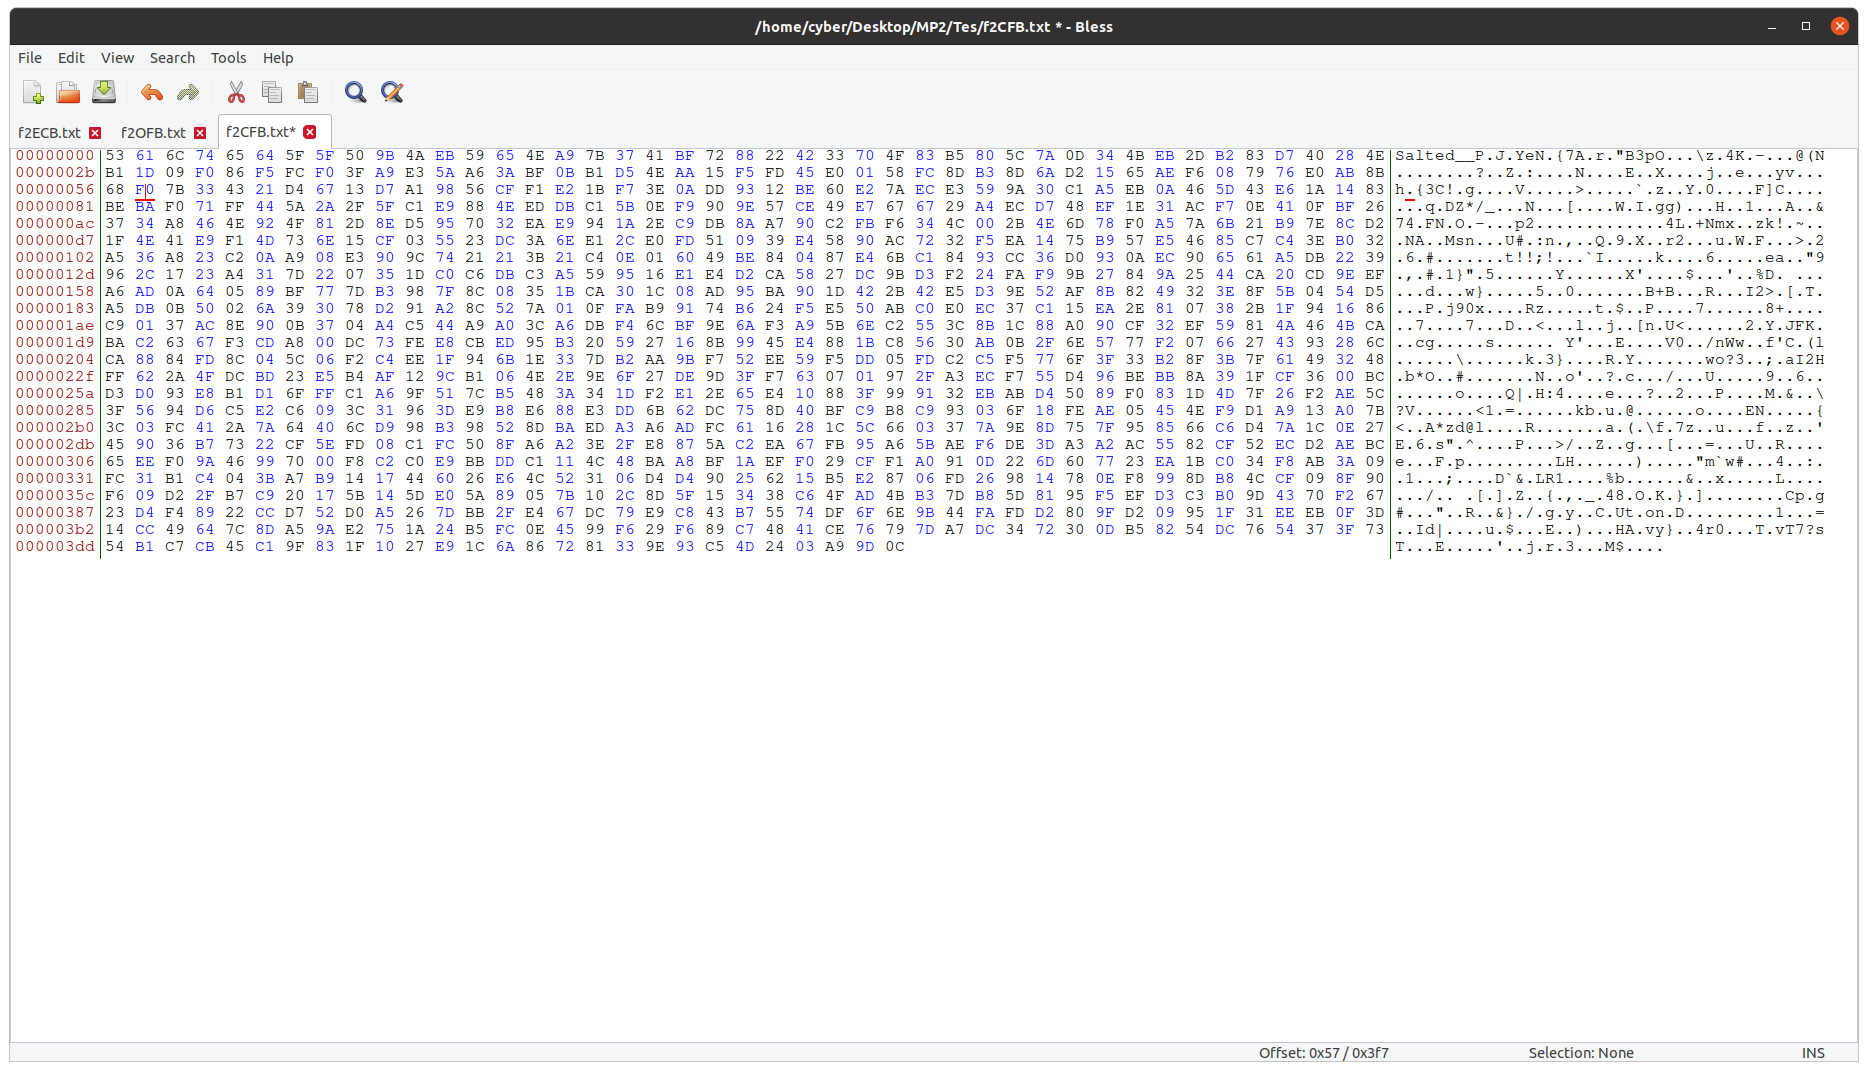 /home/cyber/Desktop/MP2/Tes/f2CFB.txt * - Bless
File Edit View Search Tools Help
f2ECB.txt f2OFB.txt f2CFB.txt*
00000000 53 61 6C 74 65 64 5F 5F 50 9B 4A EB 59 65 4E A9 7B 37 41 BF 72 88 22 42 33 70 4F 83 B5 80 5C 7A 0D 34 4B EB 2D B2 83 D7 40 28 4E Salted__P.J.YeN.{7A.r."B3pO...\z.4K.-...@(N
0000002b B1 1D 09 F0 86 F5 FC F0 3F A9 E3 5A A6 3A BF 0B B1 D5 4E AA 15 F5 FD 45 E0 01 58 FC 8D B3 8D 6A D2 15 65 AE F6 08 79 76 E0 AB 8B ........?..Z.:....N....E..X....j..e...yv...
00000056 68 F0 7B 33 43 21 D4 67 13 D7 A1 98 56 CF F1 E2 1B F7 3E 0A DD 93 12 BE 60 E2 7A EC E3 59 9A 30 C1 A5 EB 0A 46 5D 43 E6 1A 14 83 h.{3C!.g....V.....>.....`.z..Y.0....F]C....
00000081 BE BA F0 71 FF 44 5A 2A 2F 5F C1 E9 88 4E ED DB C1 5B 0E F9 90 9E 57 CE 49 E7 67 67 29 A4 EC D7 48 EF 1E 31 AC F7 0E 41 0F BF 26 ...q.DZ*/_...N...[....W.I.gg)...H..1...A..&
000000ac 37 34 A8 46 4E 92 4F 81 2D 8E D5 95 70 32 EA E9 94 1A 2E C9 DB 8A A7 90 C2 FB F6 34 4C 00 2B 4E 6D 78 F0 A5 7A 6B 21 B9 7E 8C D2 74.FN.O.-...p2.............4L.+Nmx..zk!.~..
000000d7 1F 4E 41 E9 F1 4D 73 6E 15 CF 03 55 23 DC 3A 6E E1 2C E0 FD 51 09 39 E4 58 90 AC 72 32 F5 EA 14 75 B9 57 E5 46 85 C7 C4 3E B0 32 .NA..Msn...U#.:n.,..Q.9.X..r2...u.W.F...>.2
00000102 A5 36 A8 23 C2 0A A9 08 E3 90 9C 74 21 21 3B 21 C4 0E 01 60 49 BE 84 04 87 E4 6B C1 84 93 CC 36 D0 93 0A EC 90 65 61 A5 DB 22 39 .6.#.......t!!;!...`I.....k....6.....ea.."9
0000012d 96 2C 17 23 A4 31 7D 22 07 35 1D C0 C6 DB C3 A5 59 95 16 E1 E4 D2 CA 58 27 DC 9B D3 F2 24 FA F9 9B 27 84 9A 25 44 CA 20 CD 9E EF .,.#.1}".5......Y......X'....$...'..%D. ...
00000158 A6 AD 0A 64 05 89 BF 77 7D B3 98 7F 8C 08 35 1B CA 30 1C 08 AD 95 BA 90 1D 42 2B 42 E5 D3 9E 52 AF 8B 82 49 32 3E 8F 5B 04 54 D5 ...d...w}.....5..0.......B+B...R...I2>.[.T.
00000183 A5 DB 0B 50 02 6A 39 30 78 D2 91 A2 8C 52 7A 01 0F FA B9 91 74 B6 24 F5 E5 50 AB C0 E0 EC 37 C1 15 EA 2E 81 07 38 2B 1F 94 16 86 ...P.j90x....Rz.....t.$..P....7......8+....
000001ae C9 01 37 AC 8E 90 0B 37 04 A4 C5 44 A9 A0 3C A6 DB F4 6C BF 9E 6A F3 A9 5B 6E C2 55 3C 8B 1C 88 A0 90 CF 32 EF 59 81 4A 46 4B CA ..7....7...D..<...l..j..[n.U<......2.Y.JFK.
000001d9 BA C2 63 67 F3 CD A8 00 DC 73 FE E8 CB ED 95 B3 20 59 27 16 8B 99 45 E4 88 1B C8 56 30 AB 0B 2F 6E 57 77 F2 07 66 27 43 93 28 6C ..cg.....s...... Y'...E....V0../nWw..f'C.(l
00000204 CA 88 84 FD 8C 04 5C 06 F2 C4 EE 1F 94 6B 1E 33 7D B2 AA 9B F7 52 EE 59 F5 DD 05 FD C2 C5 F5 77 6F 3F 33 B2 8F 3B 7F 61 49 32 48 ......\......k.3}....R.Y.......wo?3..;.aI2H
0000022f FF 62 2A 4F DC BD 23 E5 B4 AF 12 9C B1 06 4E 2E 9E 6F 27 DE 9D 3F F7 63 07 01 97 2F A3 EC F7 55 D4 96 BE BB 8A 39 1F CF 36 00 BC .b*O..#.......N..o'..?.c.../...U.....9..6..
0000025a D3 D0 93 E8 B1 D1 6F FF C1 A6 9F 51 7C B5 48 3A 34 1D F2 E1 2E 65 E4 10 88 3F 99 91 32 EB AB D4 50 89 F0 83 1D 4D 7F 26 F2 AE 5C ......o....Q|.H:4....e...?..2...P....M.&..\
00000285 3F 56 94 D6 C5 E2 C6 09 3C 31 96 3D E9 B8 E6 88 E3 DD 6B 62 DC 75 8D 40 BF C9 B8 C9 93 03 6F 18 FE AE 05 45 4E F9 D1 A9 13 A0 7B ?V......<1.=......kb.u.@......o....EN.....{
000002b0 3C 03 FC 41 2A 7A 64 40 6C D9 98 B3 98 52 8D BA ED A3 A6 AD FC 61 16 28 1C 5C 66 03 37 7A 9E 8D 75 7F 95 85 66 C6 D4 7A 1C 0E 27 <..A*zd@l....R.......a.(.\f.7z..u...f..z..'
000002db 45 90 36 B7 73 22 CF 5E FD 08 C1 FC 50 8F A6 A2 3E 2F E8 87 5A C2 EA 67 FB 95 A6 5B AE F6 DE 3D A3 A2 AC 55 82 CF 52 EC D2 AE BC E.6.s".^....P...>/..Z..g...[...=...U..R....
00000306 65 EE F0 9A 46 99 70 00 F8 C2 C0 E9 BB DD C1 11 4C 48 BA A8 BF 1A EF F0 29 CF F1 A0 91 0D 22 6D 60 77 23 EA 1B C0 34 F8 AB 3A 09 e...F.p.........LH......)....."m`w#...4..:.
00000331 FC 31 B1 C4 04 3B A7 B9 14 17 44 60 26 E6 4C 52 31 06 D4 D4 90 25 62 15 B5 E2 87 06 FD 26 98 14 78 0E F8 99 8D B8 4C CF 09 8F 90 .1...;....D`&.LR1....%b......&..x.....L....
0000035c F6 09 D2 2F B7 C9 20 17 5B 14 5D E0 5A 89 05 7B 10 2C 8D 5F 15 34 38 C6 4F AD 4B B3 7D B8 5D 81 95 F5 EF D3 C3 B0 9D 43 70 F2 67 .../.. .[.].Z..{.,._.48.O.K.}.]........Cp.g
00000387 23 D4 F4 89 22 CC D7 52 D0 A5 26 7D BB 2F E4 67 DC 79 E9 C8 43 B7 55 74 DF 6F 6E 9B 44 FA FD D2 80 9F D2 09 95 1F 31 EE EB 0F 3D #..."..R..&}./.g.y..C.Ut.on.D.........1...=
000003b2 14 CC 49 64 7C 8D A5 9A E2 75 1A 24 B5 FC 0E 45 99 F6 29 F6 89 C7 48 41 CE 76 79 7D A7 DC 34 72 30 0D B5 82 54 DC 76 54 37 3F 73 ..Id|....u.$...E..)...HA.vy}..4r0...T.vT7?s
000003dd 54 B1 C7 CB 45 C1 9F 83 1F 10 27 E9 1C 6A 86 72 81 33 9E 93 C5 4D 24 03 A9 9D 0C T...E.....'..j.r.3...M$....
Offset: 0x57 / 0x3f7 Selection: None INS